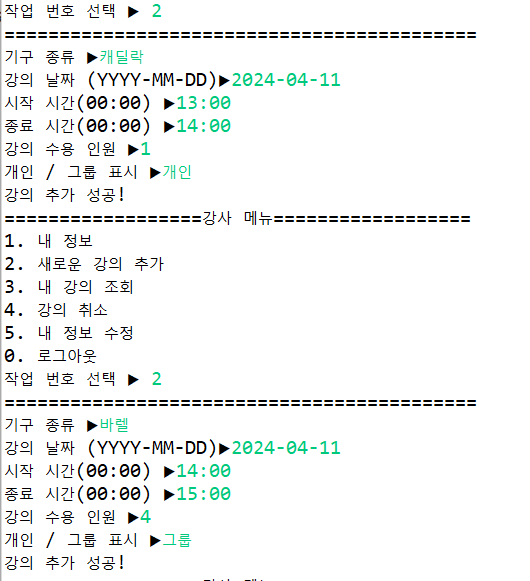 작업 번호 선택 ▶ 2
===========================================
기구 종류 ▶캐딜락
강의 날짜 (YYYY-MM-DD)▶2024-04-11
시작 시간(00:00) ▶13:00
종료 시간(00:00) ▶14:00
강의 수용 인원 ▶1
개인 / 그룹 표시 ▶개인
강의 추가 성공!
==================강사 메뉴==================
1. 내 정보
2. 새로운 강의 추가
3. 내 강의 조회
4. 강의 취소
5. 내 정보 수정
0. 로그아웃
작업 번호 선택 ▶ 2
===========================================
기구 종류 ▶바렐
강의 날짜 (YYYY-MM-DD)▶2024-04-11
시작 시간(00:00) ▶14:00
종료 시간(00:00) ▶15:00
강의 수용 인원 ▶4
개인 / 그룹 표시 ▶그룹
강의 추가 성공!